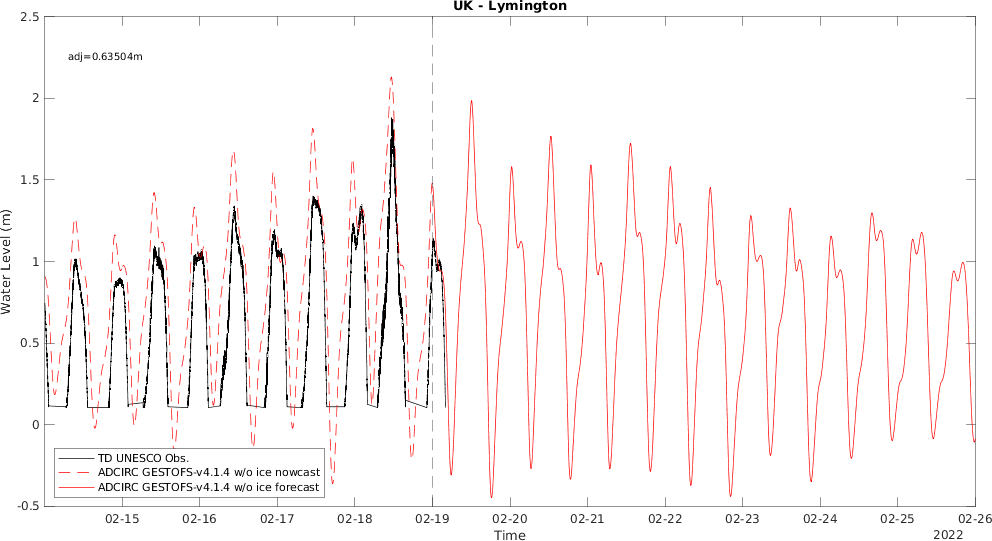 UK - Lymington
2.5
adj=0.63504m
2
1.5
Water Level (m)
1
0.5
0
-0.5
TD UNESCO Obs.
ADCIRC GESTOFS-v4.1.4 w/o ice nowcast
ADCIRC GESTOFS-v4.1.4 w/o ice forecast
02-15 02-16 02-17 02-18 02-19 02-20 02-21 02-22 02-23 02-24 02-25 02-26
Time
2022